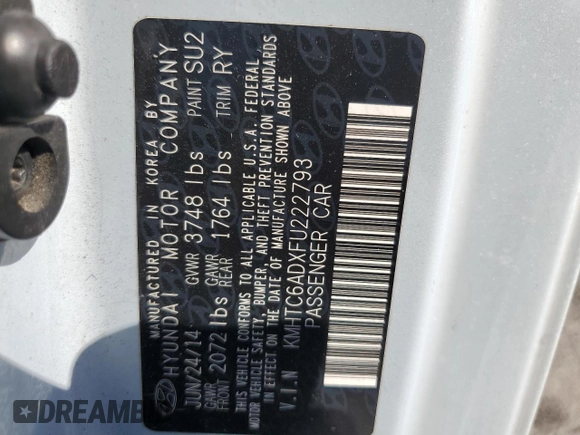 MANUFACTURED IN KOREA BY
HYUNDAI MOTOR COMPANY
JUN/24/14 GVWR 3748 lbs PAINT SU2
GAWR FRONT 2072 lbs GAWR REAR 1764 lbs TRIM RY
THIS VEHICLE CONFORMS TO ALL APPLICABLE U.S.A. FEDERAL
MOTOR VEHICLE SAFETY, BUMPER, AND THEFT PREVENTION STANDARDS
IN EFFECT ON THE DATE OF MANUFACTURE SHOWN ABOVE
V.I.N KMHTC6ADXFU222793
PASSENGER CAR